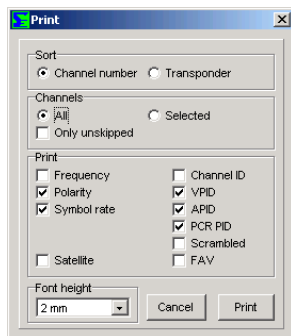 Print
Sort
Channel number Transponder
Channels
All Selected
Only unskipped
Print
Frequency Channel ID
Polarity VPID
Symbol rate APID
PCR PID
Scrambled
Satellite FAV
Font height
2 mm Cancel Print